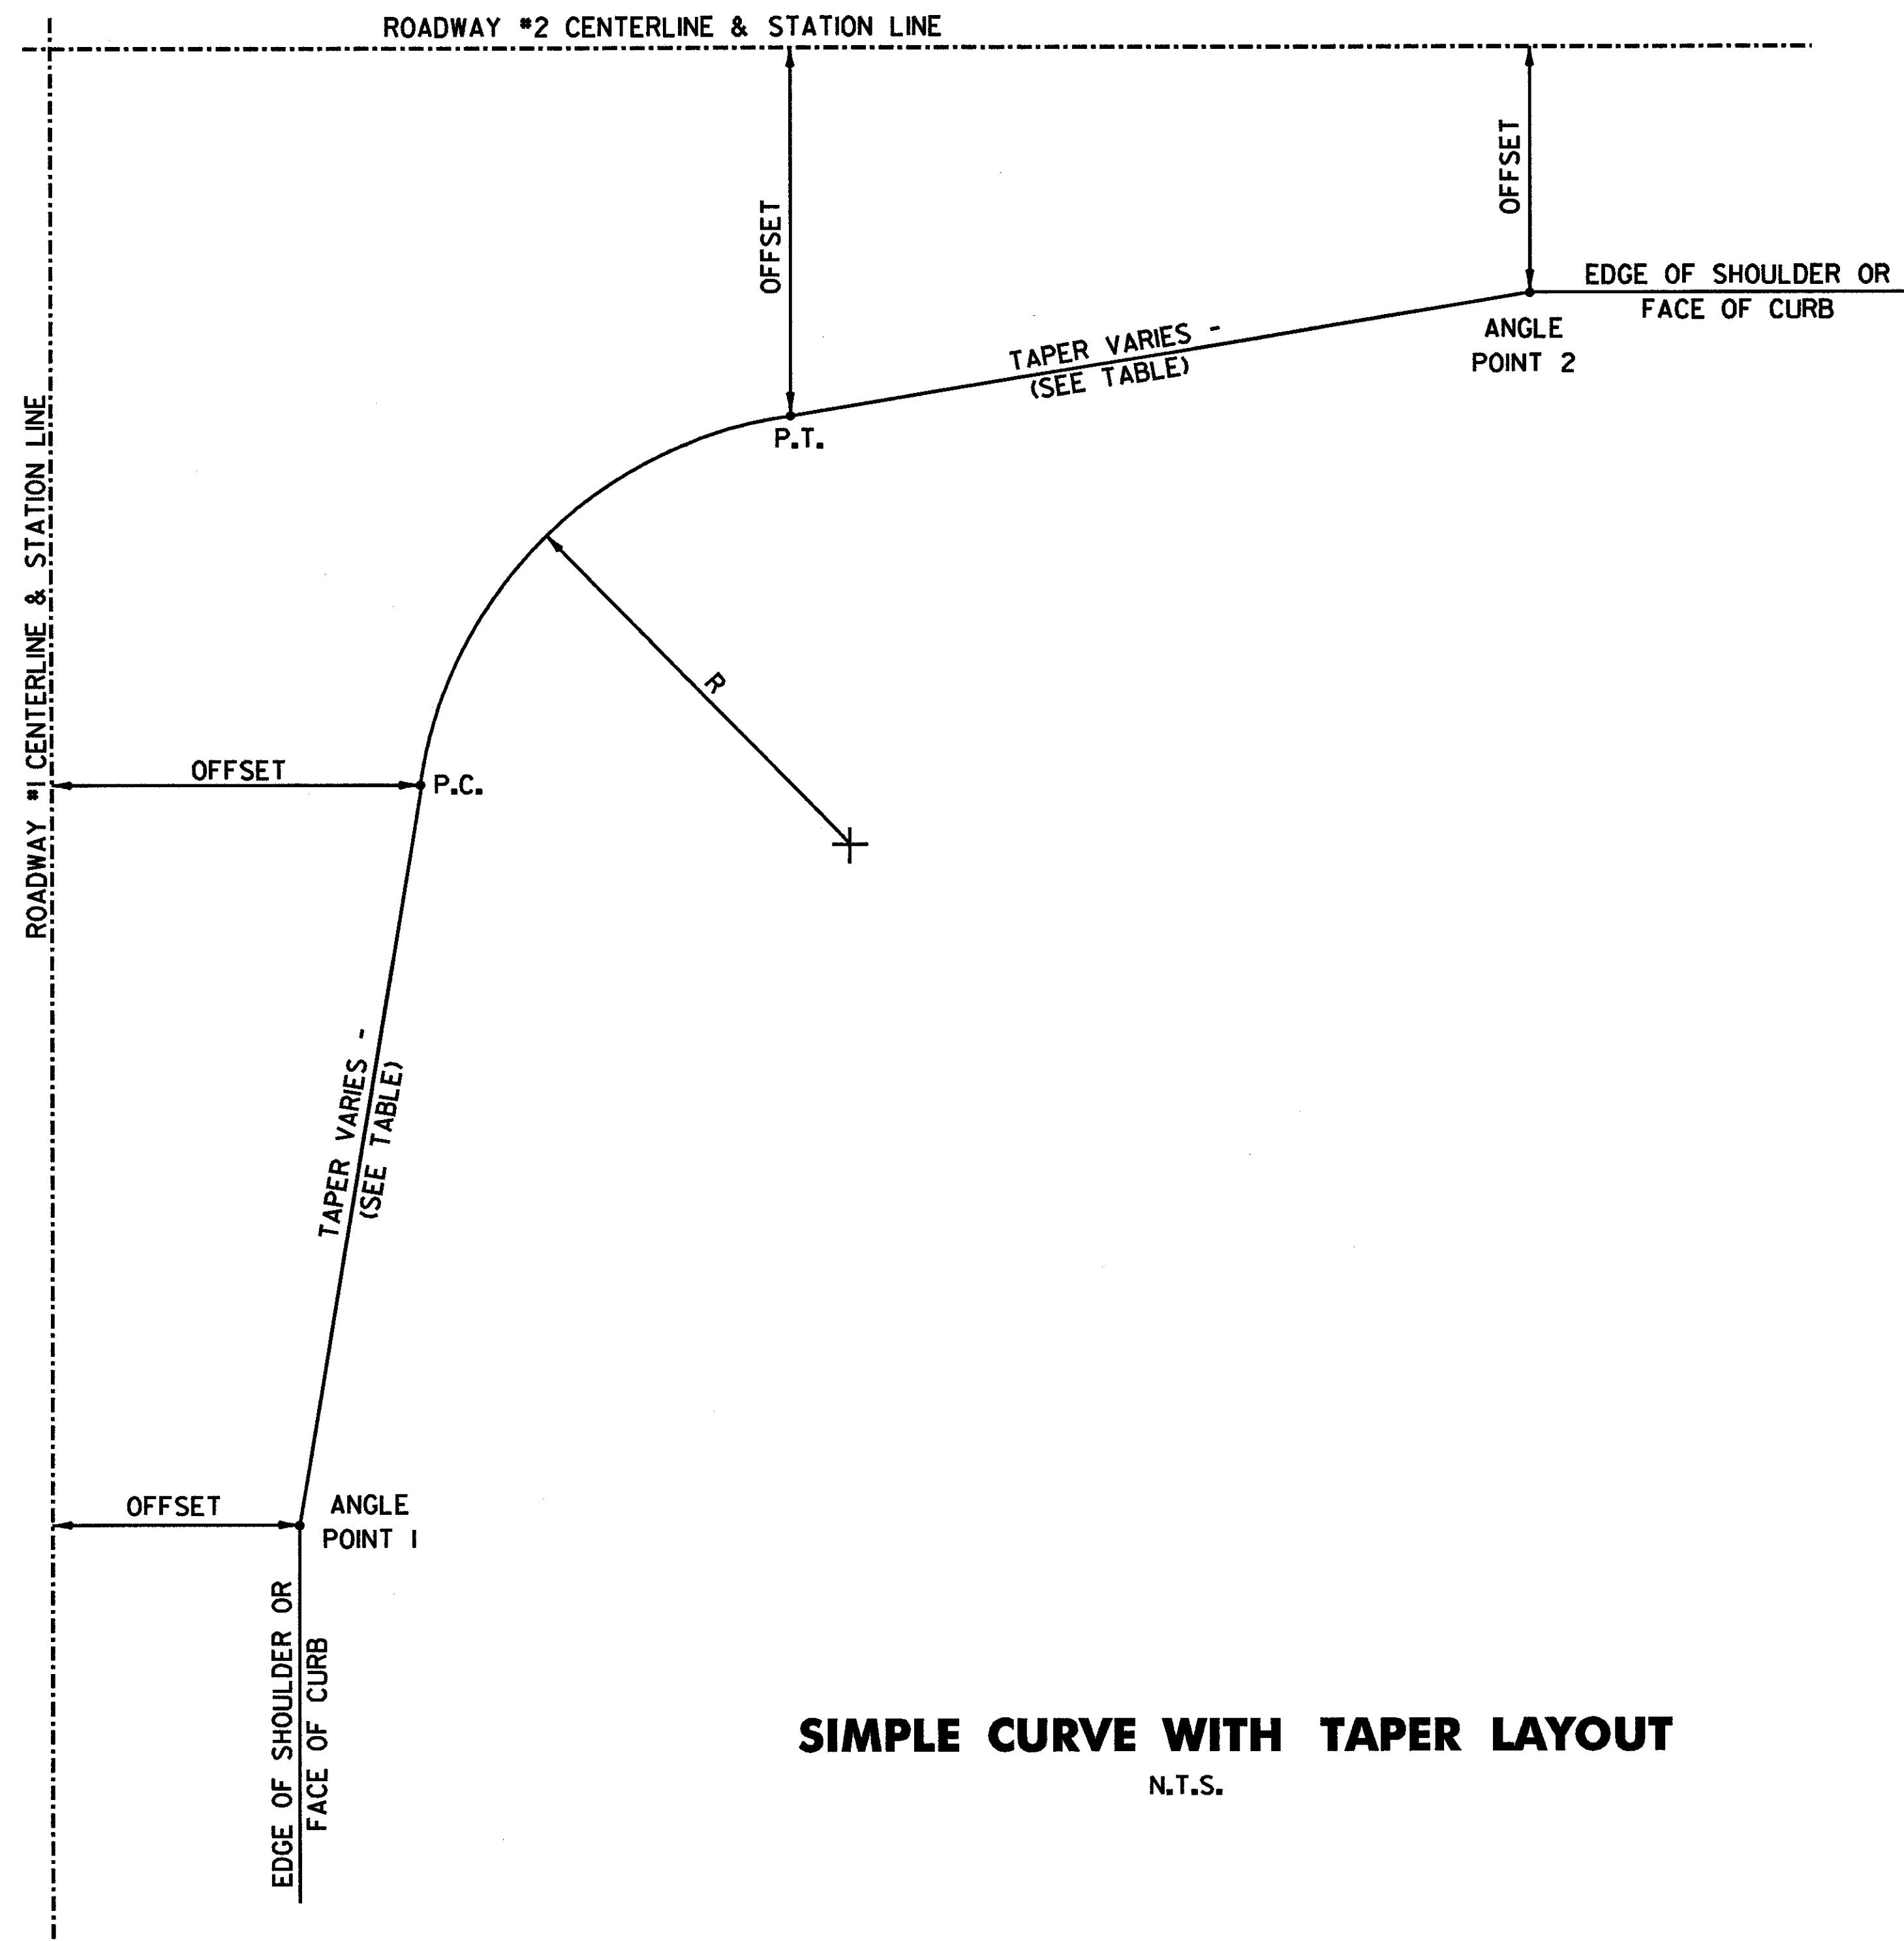 ROADWAY #2 CENTERLINE & STATION LINE
OFFSET
OFFSET
EDGE OF SHOULDER OR
FACE OF CURB
ANGLE
POINT 2
TAPER VARIES -
(SEE TABLE)
P.T.
ROADWAY #1 CENTERLINE & STATION LINE
R
OFFSET
P.C.
TAPER VARIES -
(SEE TABLE)
OFFSET
ANGLE
POINT 1
EDGE OF SHOULDER OR
FACE OF CURB
SIMPLE CURVE WITH TAPER LAYOUT
N.T.S.